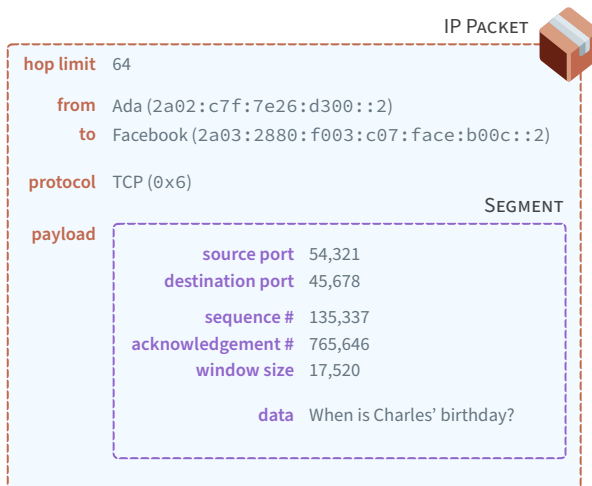 IP PACKET
hop limit 64
from Ada (2a02:c7f:7e26:d300::2)
to Facebook (2a03:2880:f003:c07:face:b00c::2)
protocol TCP (0x6)
SEGMENT
payload
source port 54,321
destination port 45,678
sequence # 135,337
acknowledgement # 765,646
window size 17,520
data When is Charles’ birthday?